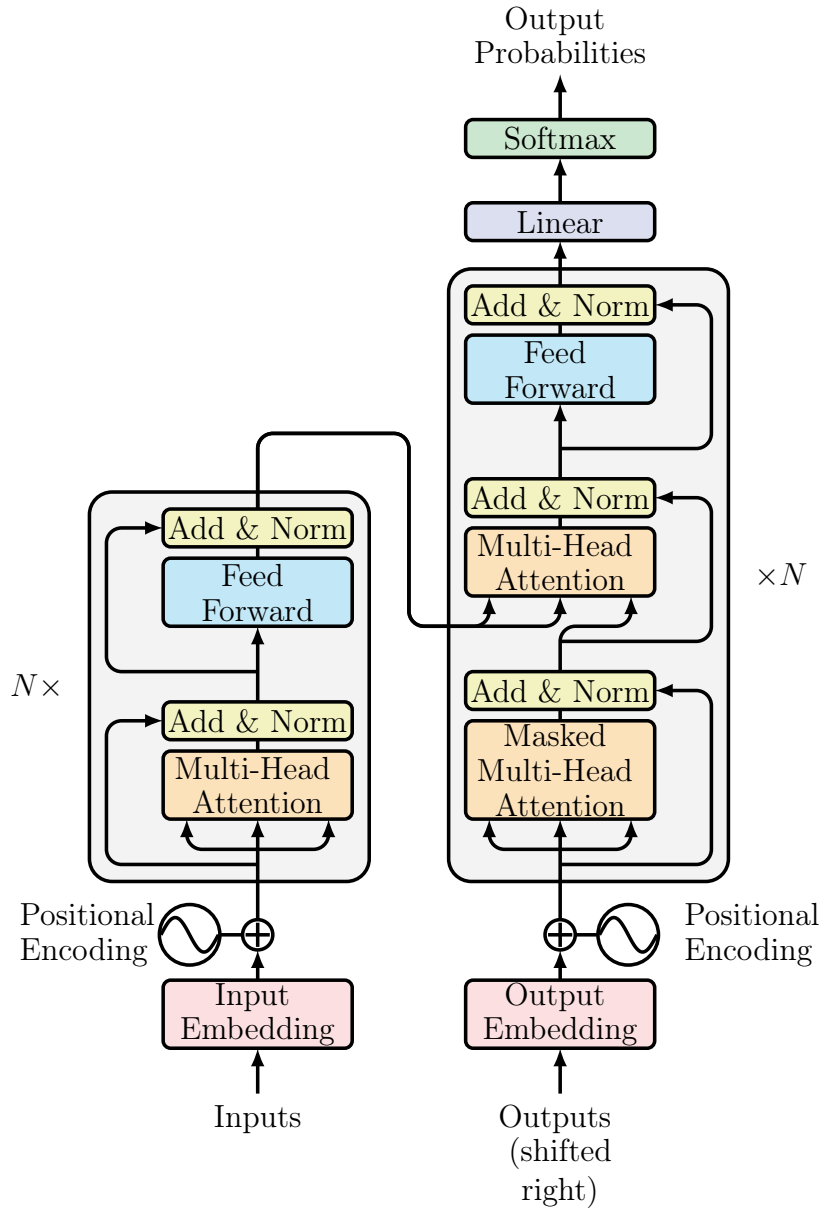 Output
Probabilities
Softmax
Linear
Add & Norm
Feed
Forward
Add & Norm
Multi-Head
Attention
×N
Add & Norm
Masked
Multi-Head
Attention
Add & Norm
Feed
Forward
N×
Add & Norm
Multi-Head
Attention
Positional
Encoding
Positional
Encoding
Input
Embedding
Output
Embedding
Inputs
Outputs
(shifted
right)